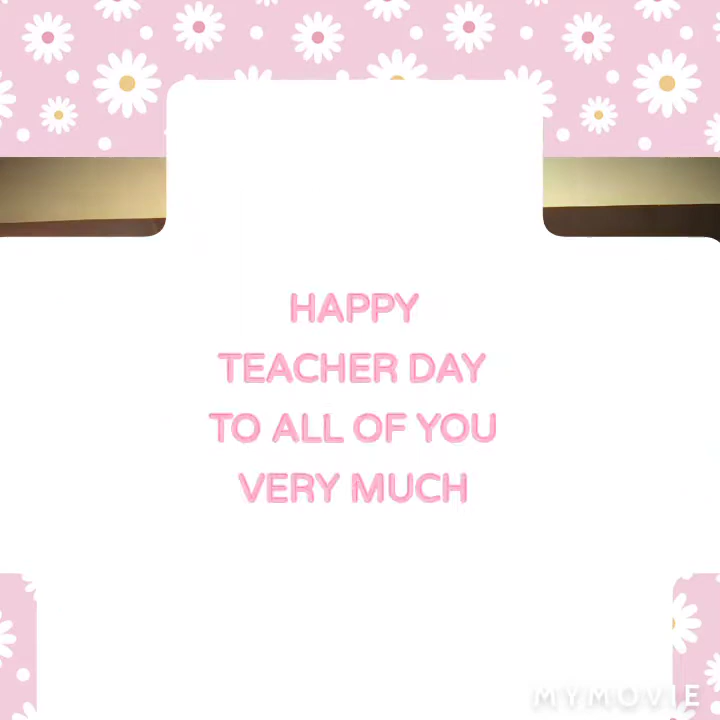 HAPPY
TEACHER DAY
TO ALL OF YOU
VERY MUCH
MYMOVIE